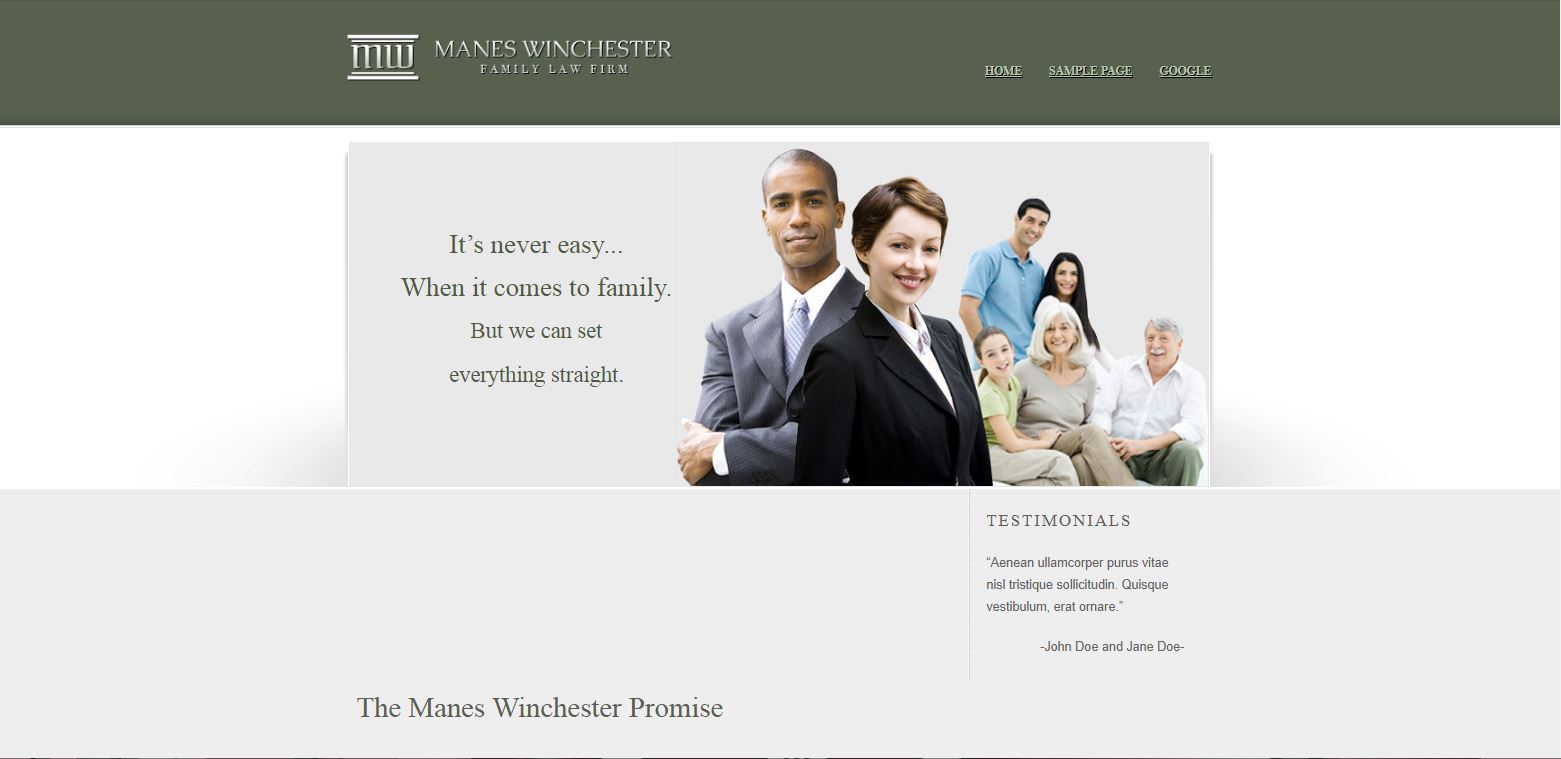 mw
MANES WINCHESTER
FAMILY LAW FIRM
HOME SAMPLE PAGE GOOGLE
It’s never easy...
When it comes to family.
But we can set
everything straight.
TESTIMONIALS
“Aenean ullamcorper purus vitae
nisl tristique sollicitudin. Quisque
vestibulum, erat ornare.”
-John Doe and Jane Doe-
The Manes Winchester Promise